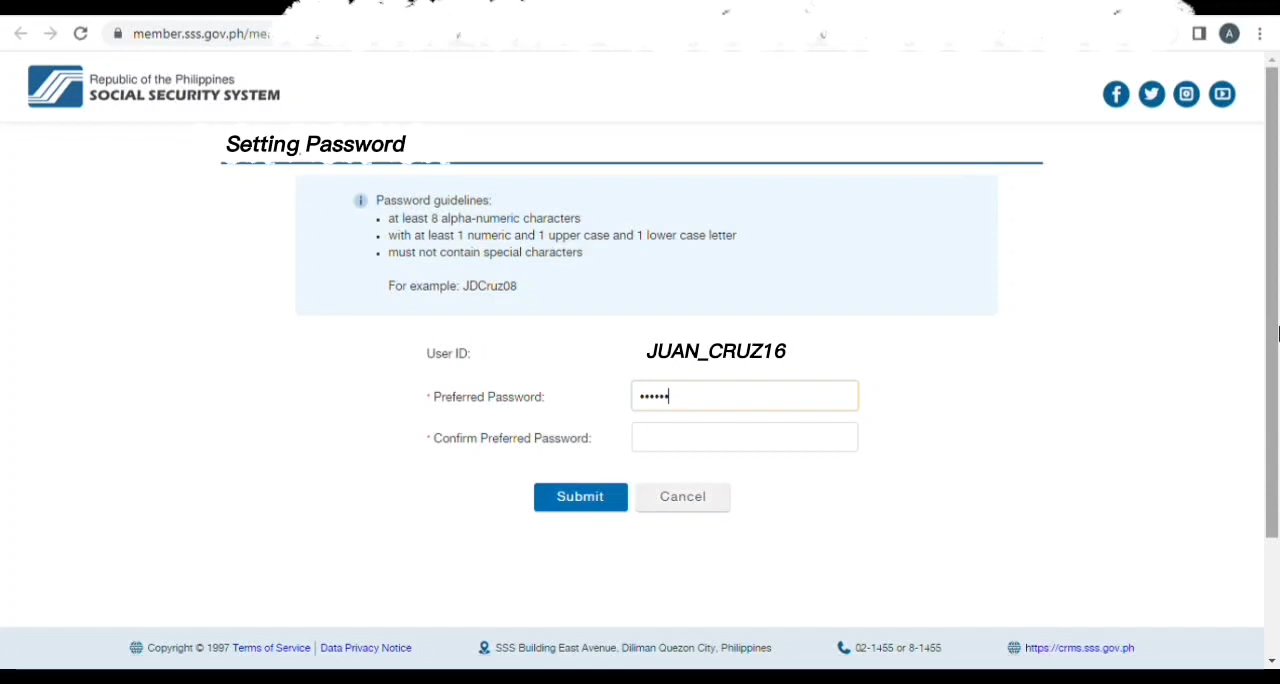 member.sss.gov.ph/me
A
Republic of the Philippines
SOCIAL SECURITY SYSTEM
Setting Password
Password guidelines:
• at least 8 alpha-numeric characters
• with at least 1 numeric and 1 upper case and 1 lower case letter
• must not contain special characters
For example: JDCruz08
User ID: JUAN_CRUZ16
* Preferred Password: ••••••
* Confirm Preferred Password:
Submit Cancel
Copyright © 1997 Terms of Service | Data Privacy Notice SSS Building East Avenue, Diliman Quezon City, Philippines 02-1455 or 8-1455 https://crms.sss.gov.ph